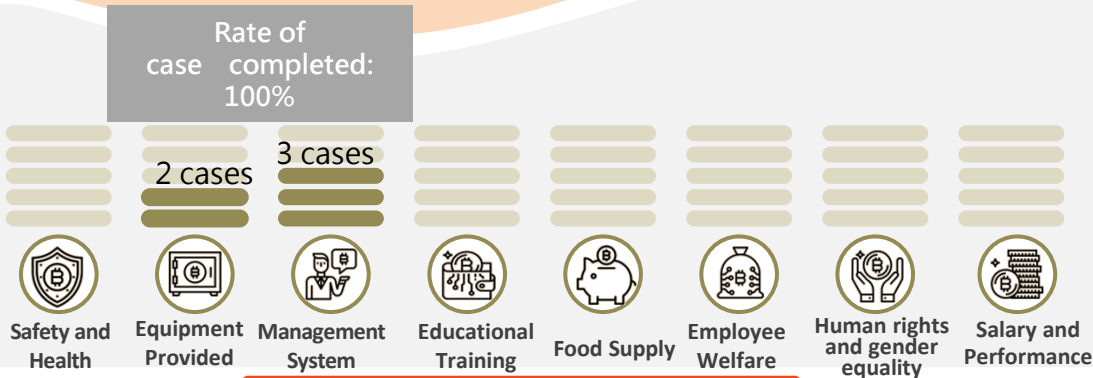 Rate of
case completed:
100%
2 cases
3 cases
Safety and
Health
Equipment
Provided
Management
System
Educational
Training
Food Supply
Employee
Welfare
Human rights
and gender
equality
Salary and
Performance